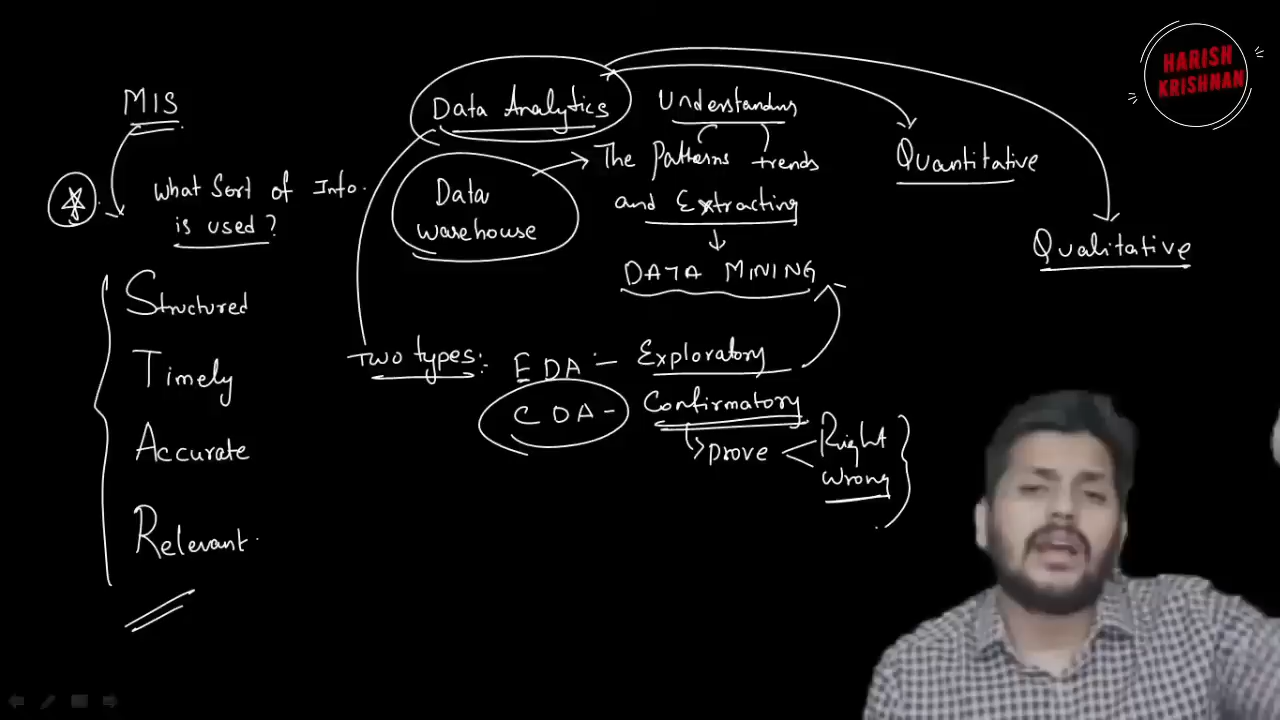 MIS
What Sort of Info.
is used?
Structured
Timely
Accurate
Relevant.
Data Analytics
Data
warehouse
Understanding
The Patterns trends
and Extracting
DATA MINING
Two types:-
EDA :- Exploratory
CDA - Confirmatory
Prove
Right
Wrong
Quantitative
Qualitative
HARISH
KRISHNAN